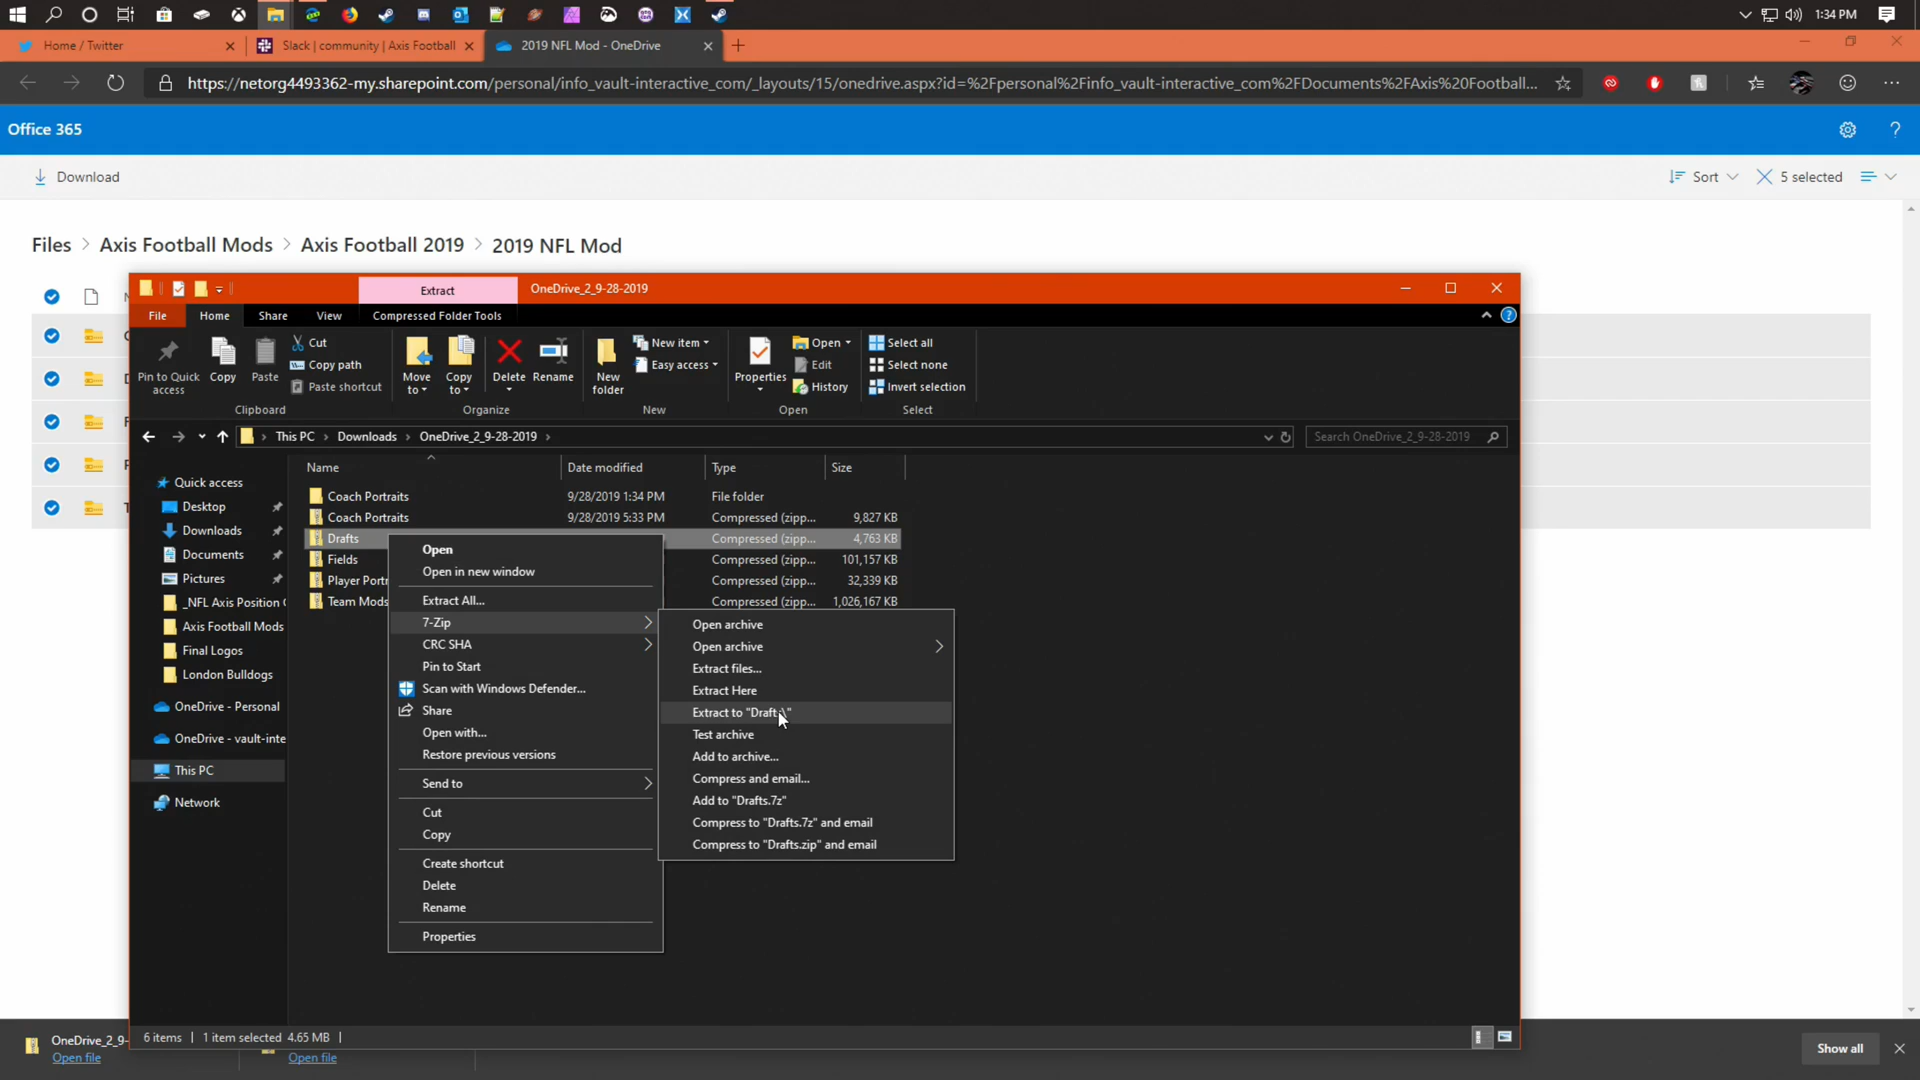 1:34 PM
Home / Twitter
Slack | community | Axis Football
2019 NFL Mod - OneDrive
https://netorg4493362-my.sharepoint.com/personal/info_vault-interactive_com/_layouts/15/onedrive.aspx?id=%2Fpersonal%2Finfo_vault-interactive_com%2FDocuments%2FAxis%20Football...
Office 365
?
Download
Sort
5 selected
Files > Axis Football Mods > Axis Football 2019 > 2019 NFL Mod
Extract
OneDrive_2_9-28-2019
File
Home
Share
View
Compressed Folder Tools
Pin to Quick access
Copy
Paste
Cut
Copy path
Paste shortcut
Clipboard
Move to
Copy to
Delete
Rename
Organize
New folder
New item
Easy access
New
Properties
Open
Edit
History
Open
Select all
Select none
Invert selection
Select
This PC > Downloads > OneDrive_2_9-28-2019 >
Search OneDrive_2_9-28-2019
Name
Date modified
Type
Size
Quick access
Desktop
Downloads
Documents
Pictures
_NFL Axis Position
Axis Football Mods
Final Logos
London Bulldogs
OneDrive - Personal
OneDrive - vault-inte
This PC
Network
Coach Portraits 9/28/2019 1:34 PM File folder
Coach Portraits 9/28/2019 5:33 PM Compressed (zipp... 9,827 KB
Drafts Compressed (zipp... 4,763 KB
Fields Compressed (zipp... 101,157 KB
Player Portr Compressed (zipp... 32,339 KB
Team Mods Compressed (zipp... 1,026,167 KB
Open
Open in new window
Extract All...
7-Zip
CRC SHA
Pin to Start
Scan with Windows Defender...
Share
Open with...
Restore previous versions
Send to
Cut
Copy
Create shortcut
Delete
Rename
Properties
Open archive
Open archive
Extract files...
Extract Here
Extract to "Drafts\"
Test archive
Add to archive...
Compress and email...
Add to "Drafts.7z"
Compress to "Drafts.7z" and email
Compress to "Drafts.zip" and email
6 items
1 item selected 4.65 MB
OneDrive_2_9-
Open file
Open file
Show all